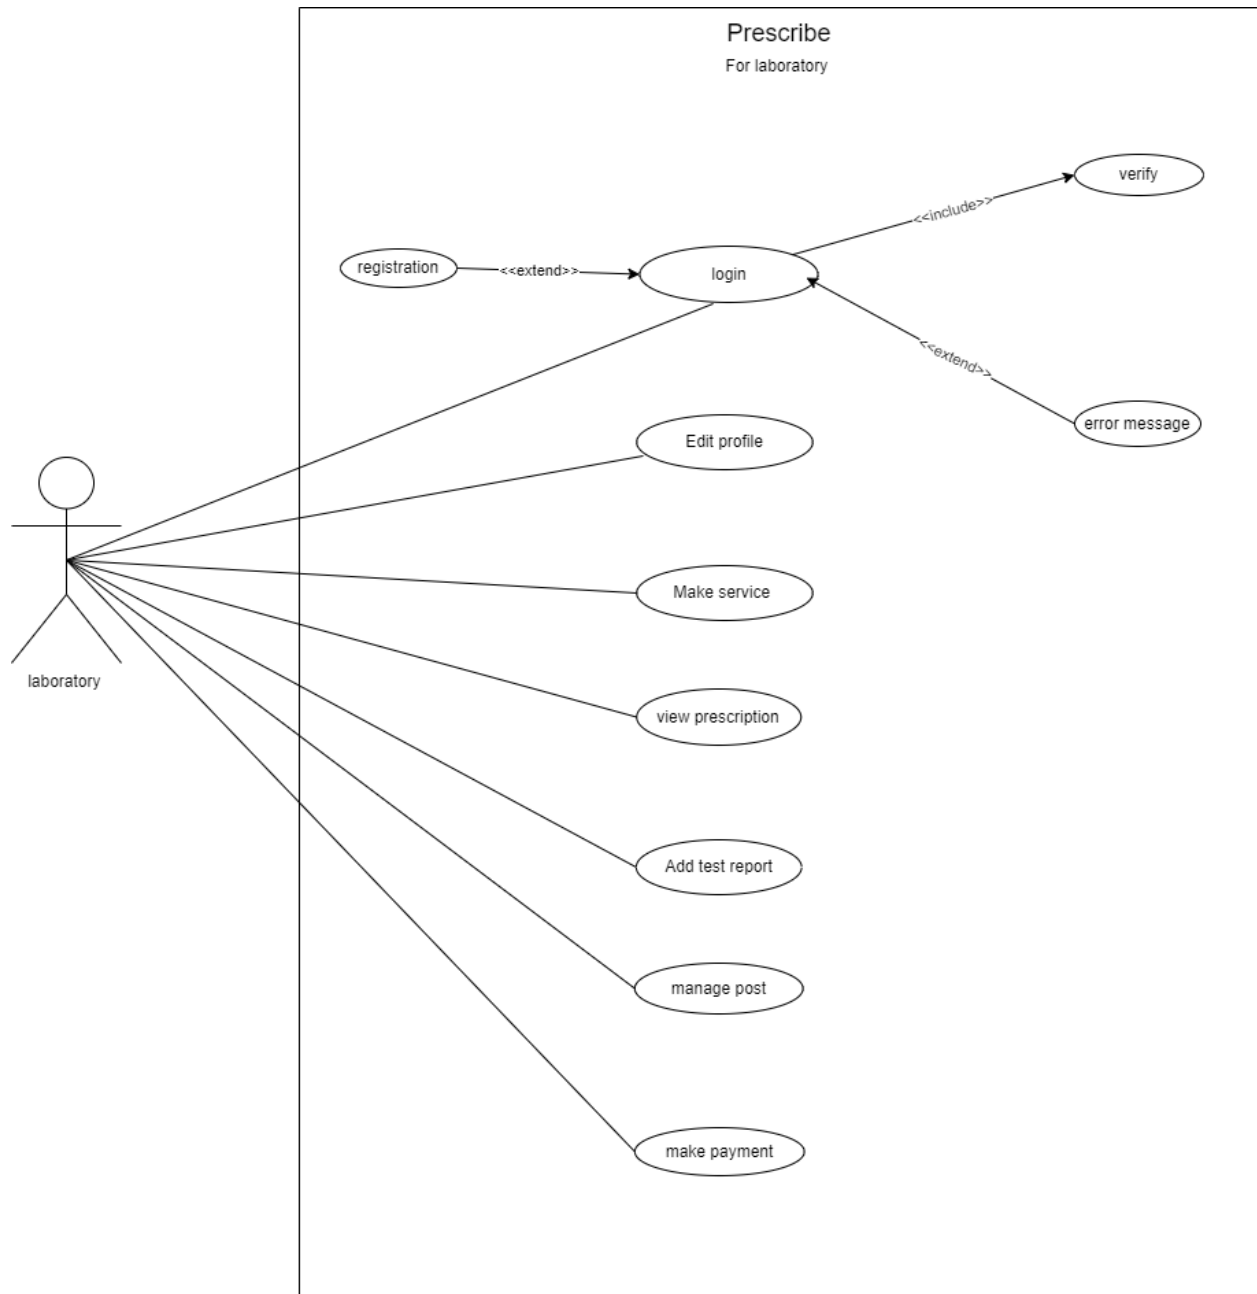 Prescribe
For laboratory
verify
<<include>>
registration
<<extend>>
login
<<extend>>
error message
Edit profile
Make service
laboratory
view prescription
Add test report
manage post
make payment